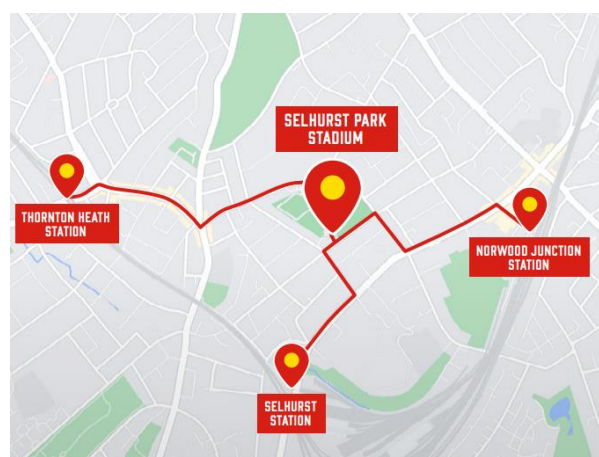 SELHURST PARK
STADIUM
THORNTON HEATH
STATION
NORWOOD JUNCTION
STATION
SELHURST
STATION